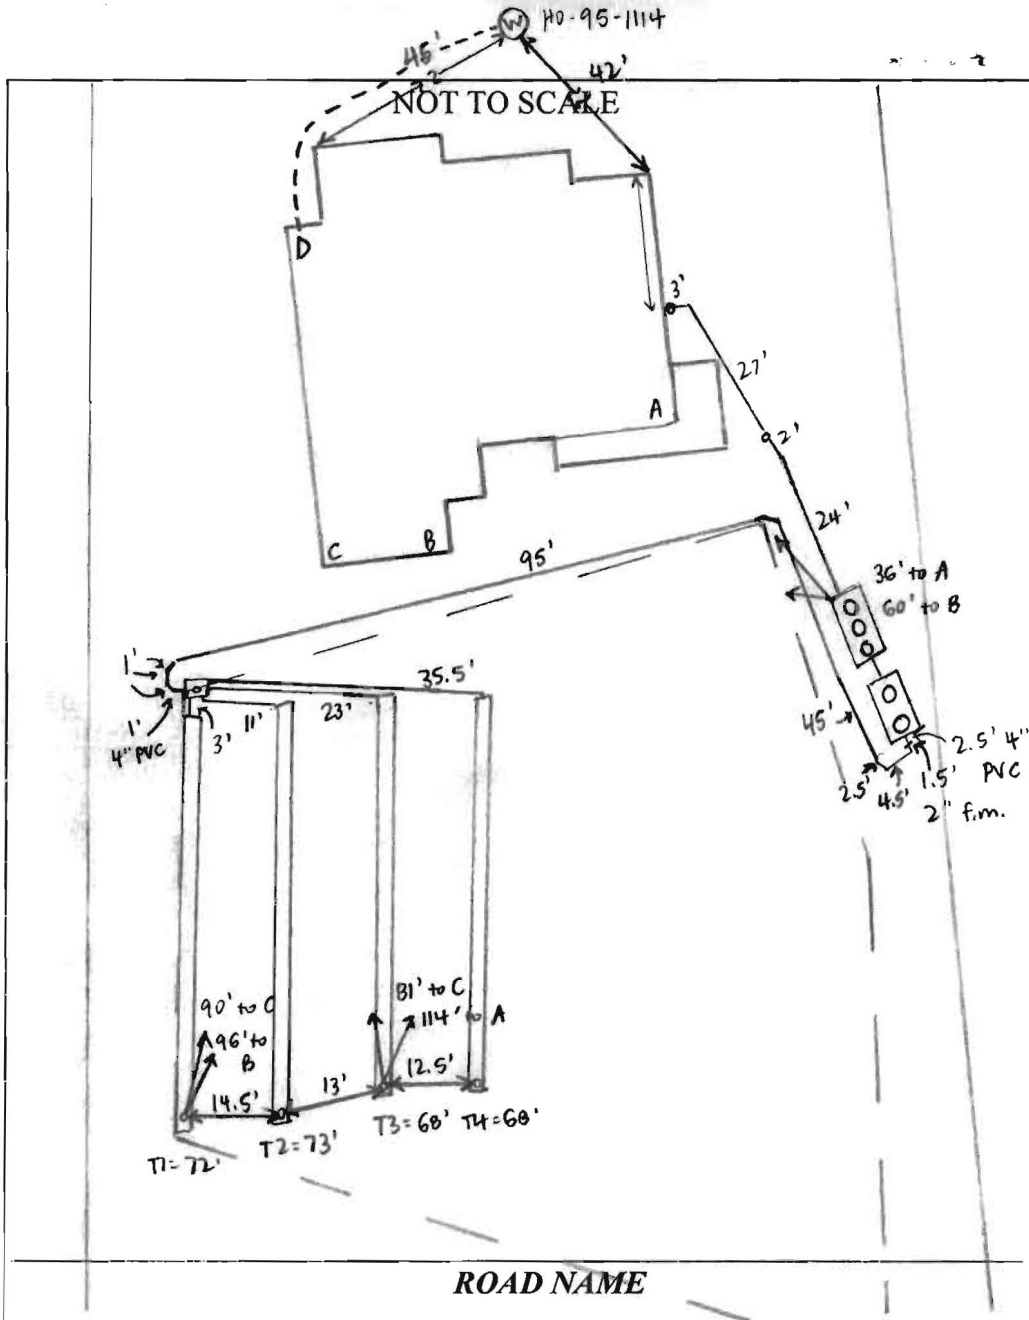 W HO-95-1114
45'
42'
NOT TO SCALE
D
3'
27'
A
2'
C
B
95'
24'
36' to A
60' to B
1'
35.5'
1'
4" PVC
3'
11'
23'
45'
2.5' 4"
PVC
1.5'
2.5'
4.5'
2" f.m.
90' to C
96' to
B
81' to C
114' to A
14.5'
13'
12.5'
T1=72'
T2=73'
T3=68'
T4=68'
ROAD NAME